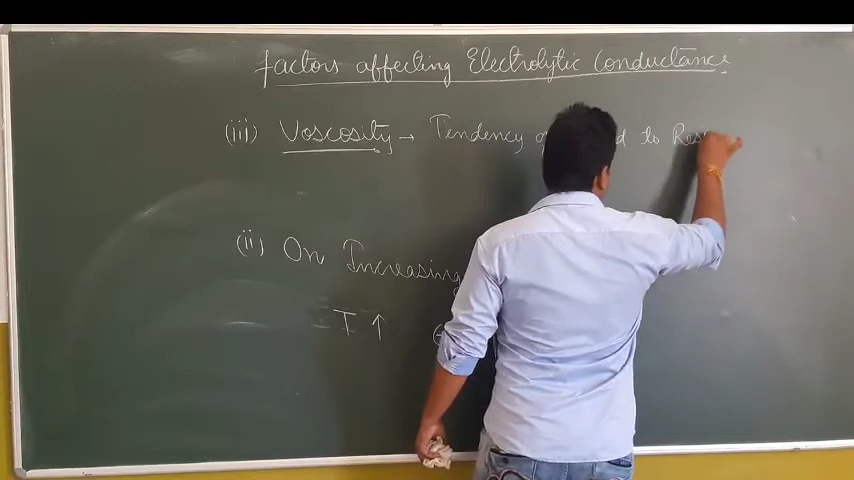 Factors affecting Electrolytic Conductance
(iii) Voscosity → Tendency to
(ii) On Increasing
I ↑